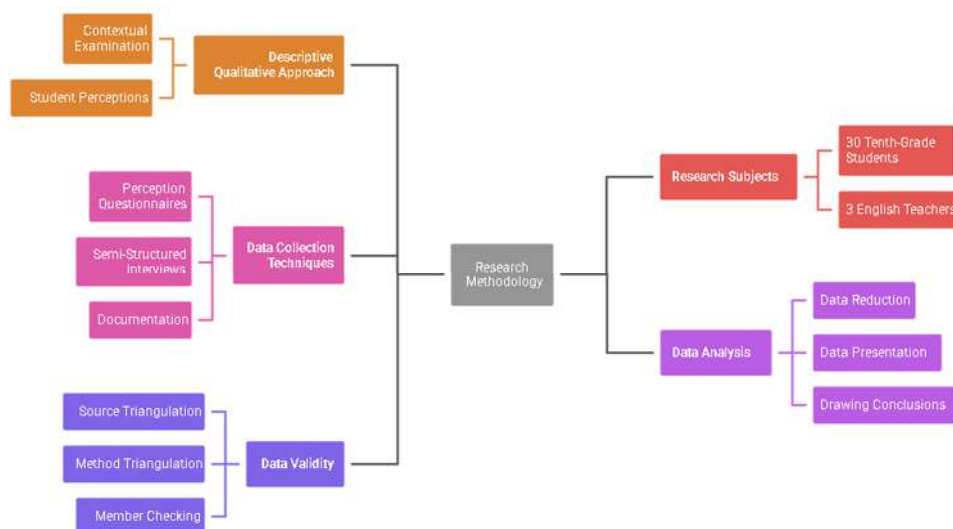 Contextual
Examination
Student Perceptions
Descriptive
Qualitative Approach
Perception
Questionnaires
Semi-Structured
Interviews
Documentation
Data Collection
Techniques
Source Triangulation
Method Triangulation
Member Checking
Data Validity
Research
Methodology
Research Subjects
30 Tenth-Grade
Students
3 English Teachers
Data Analysis
Data Reduction
Data Presentation
Drawing Conclusions